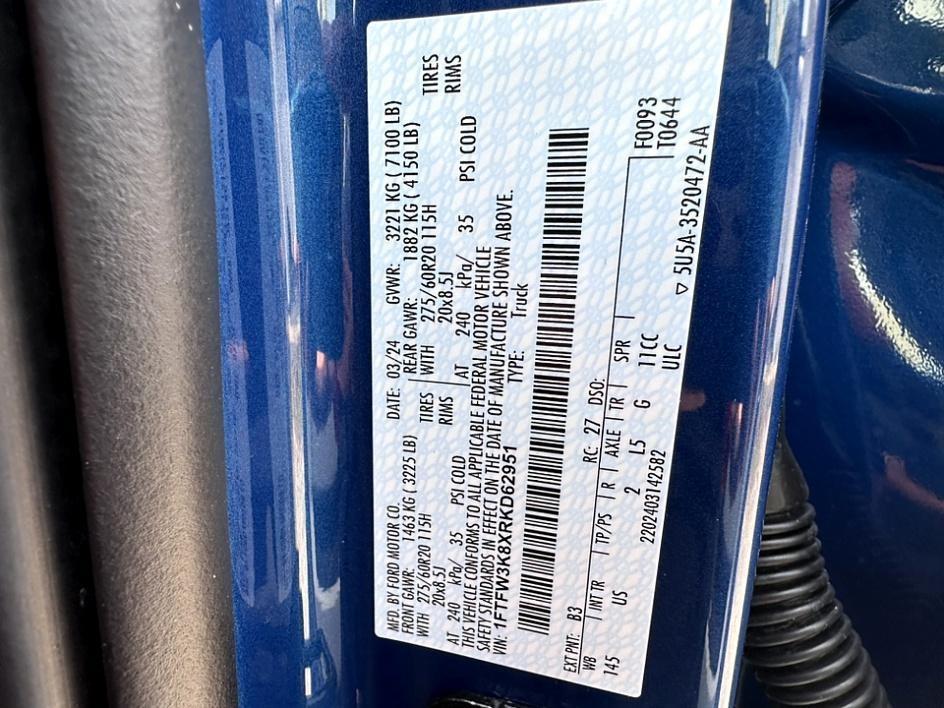 MFD. BY FORD MOTOR CO. DATE: 03/24 GVWR: 3221 KG ( 7100 LB)
FRONT GAWR: 1463 KG ( 3225 LB) REAR GAWR: 1882 KG ( 4150 LB)
WITH 275/60R20 115H TIRES WITH 275/60R20 115H TIRES
20x8.5J RIMS 20x8.5J RIMS
AT 240 kPa/ 35 PSI COLD AT 240 kPa/ 35 PSI COLD
THIS VEHICLE CONFORMS TO ALL APPLICABLE FEDERAL MOTOR VEHICLE
SAFETY STANDARDS IN EFFECT ON THE DATE OF MANUFACTURE SHOWN ABOVE.
VIN: 1FTFW3K8XRKD62951 TYPE: Truck
EXT PNT: B3 RC: 27 DSO: F0093
WB INT TR TP/PS R AXLE TR SPR T0644
145 US 2 L5 G 11CC
2202403142582 ULC
▽ 5U5A-3520472-AA